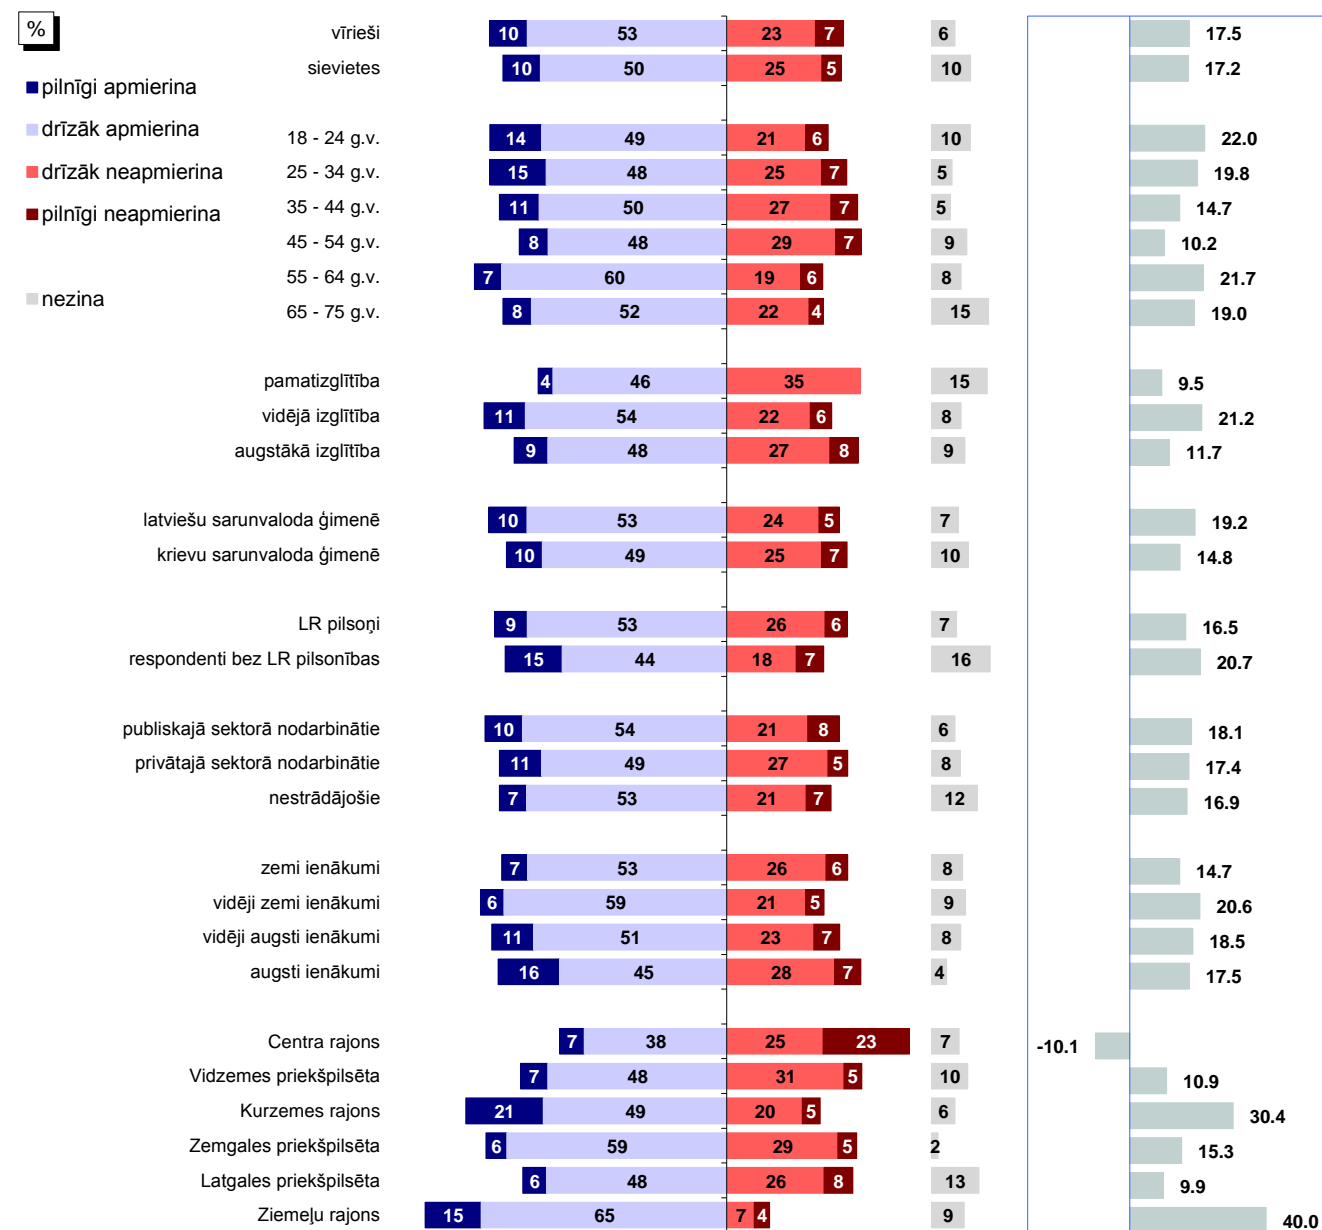 %
pilnīgi apmierina
drīzāk apmierina
drīzāk neapmierina
pilnīgi neapmierina
nezina
vīrieši 10 53 23 7 6 17.5
sievietes 10 50 25 5 10 17.2
18 - 24 g.v. 14 49 21 6 10 22.0
25 - 34 g.v. 15 48 25 7 5 19.8
35 - 44 g.v. 11 50 27 7 5 14.7
45 - 54 g.v. 8 48 29 7 9 10.2
55 - 64 g.v. 7 60 19 6 8 21.7
65 - 75 g.v. 8 52 22 4 15 19.0
pamatizglītība 4 46 35 15 9.5
vidējā izglītība 11 54 22 6 8 21.2
augstākā izglītība 9 48 27 8 9 11.7
latviešu sarunvaloda ģimenē 10 53 24 5 7 19.2
krievu sarunvaloda ģimenē 10 49 25 7 10 14.8
LR pilsoņi 9 53 26 6 7 16.5
respondenti bez LR pilsonības 15 44 18 7 16 20.7
publiskajā sektorā nodarbinātie 10 54 21 8 6 18.1
privātajā sektorā nodarbinātie 11 49 27 5 8 17.4
nestrādājošie 7 53 21 7 12 16.9
zemi ienākumi 7 53 26 6 8 14.7
vidēji zemi ienākumi 6 59 21 5 9 20.6
vidēji augsti ienākumi 11 51 23 7 8 18.5
augsti ienākumi 16 45 28 7 4 17.5
Centra rajons 7 38 25 23 7 -10.1
Vidzemes priekšpilsēta 7 48 31 5 10 10.9
Kurzemes rajons 21 49 20 5 6 30.4
Zemgales priekšpilsēta 6 59 29 5 2 15.3
Latgales priekšpilsēta 6 48 26 8 13 9.9
Ziemeļu rajons 15 65 7 4 9 40.0